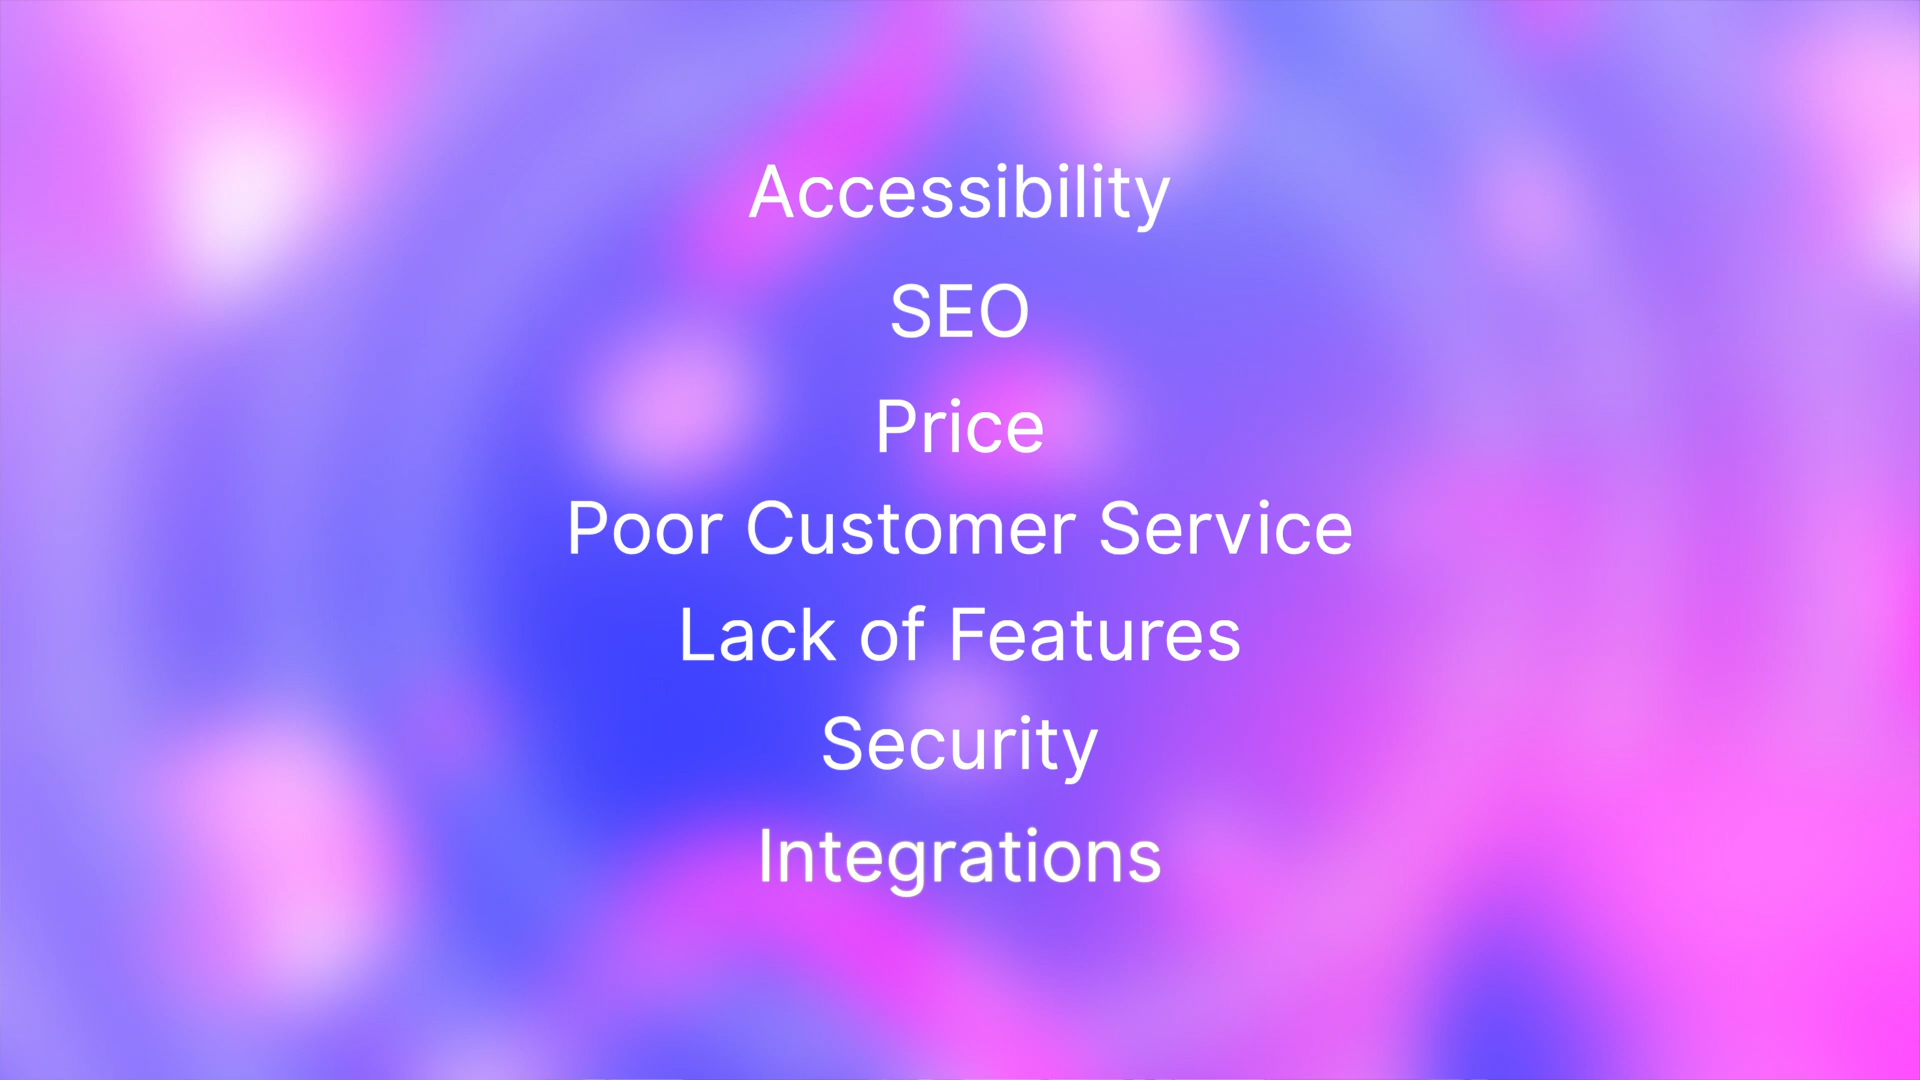 Accessibility
SEO
Price
Poor Customer Service
Lack of Features
Security
Integrations